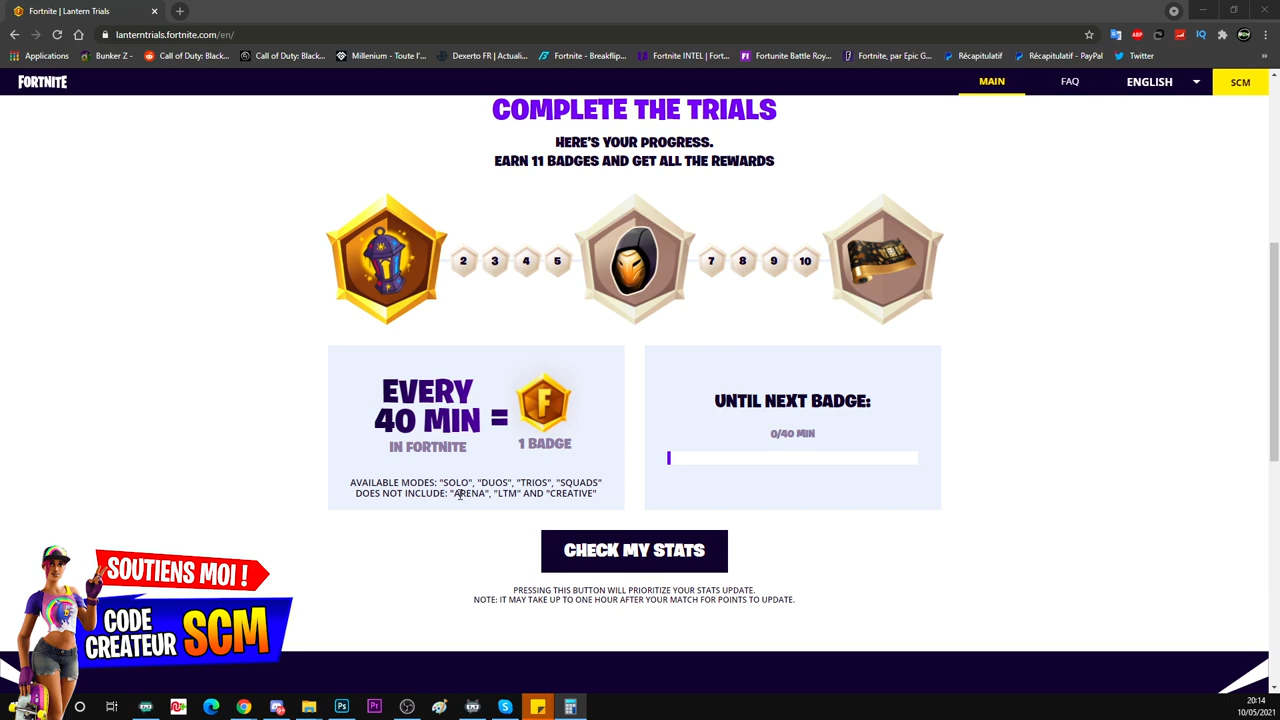 Fortnite | Lantern Trials
lanterntrials.fortnite.com/en/
Applications
Bunker Z -
Call of Duty: Black...
Call of Duty: Black...
Millenium - Toute l'...
Dexerto FR | Actuali...
Fortnite - Breakflip...
Fortnite INTEL | Fort...
Fortunite Battle Roy...
Fortnite, par Epic G...
Récapitulatif
Récapitulatif - PayPal
Twitter
FORTNITE
MAIN
FAQ
ENGLISH
SCM
COMPLETE THE TRIALS
HERE'S YOUR PROGRESS.
EARN 11 BADGES AND GET ALL THE REWARDS
2 3 4 5 7 8 9 10
EVERY
40 MIN =
IN FORTNITE
F
1 BADGE
AVAILABLE MODES: "SOLO", "DUOS", "TRIOS", "SQUADS"
DOES NOT INCLUDE: "ARENA", "LTM" AND "CREATIVE"
UNTIL NEXT BADGE:
0/40 MIN
CHECK MY STATS
PRESSING THIS BUTTON WILL PRIORITIZE YOUR STATS UPDATE.
NOTE: IT MAY TAKE UP TO ONE HOUR AFTER YOUR MATCH FOR POINTS TO UPDATE.
SOUTIENS MOI !
CODE
CREATEUR SCM
20:14
10/05/2021